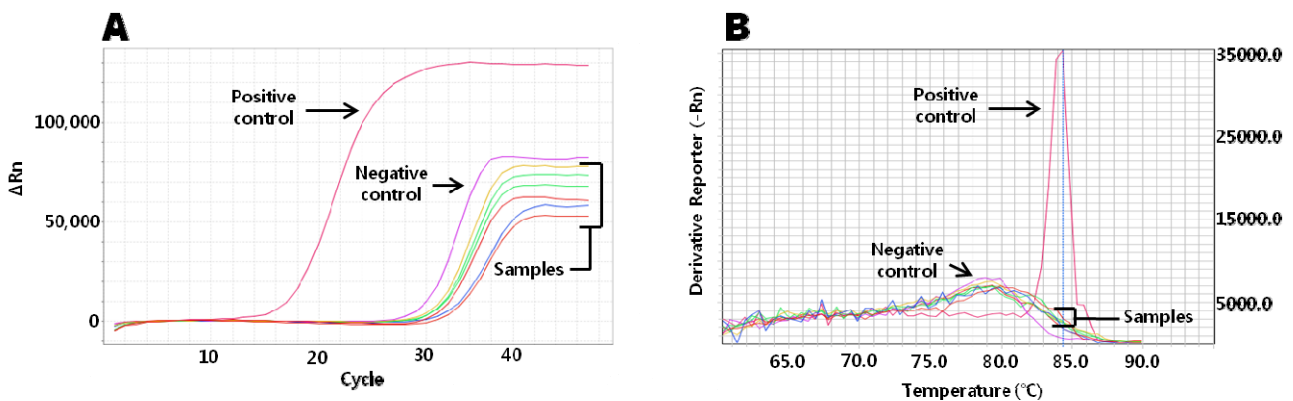 A
Positive
control
100,000
Negative
control
ΔRn
50,000
Samples
0
10 20 30 40
Cycle
B
35000.0
Positive
control
25000.0
Derivative Reporter (-Rn)
15000.0
Negative
control
5000.0
Samples
65.0 70.0 75.0 80.0 85.0 90.0
Temperature (°C)